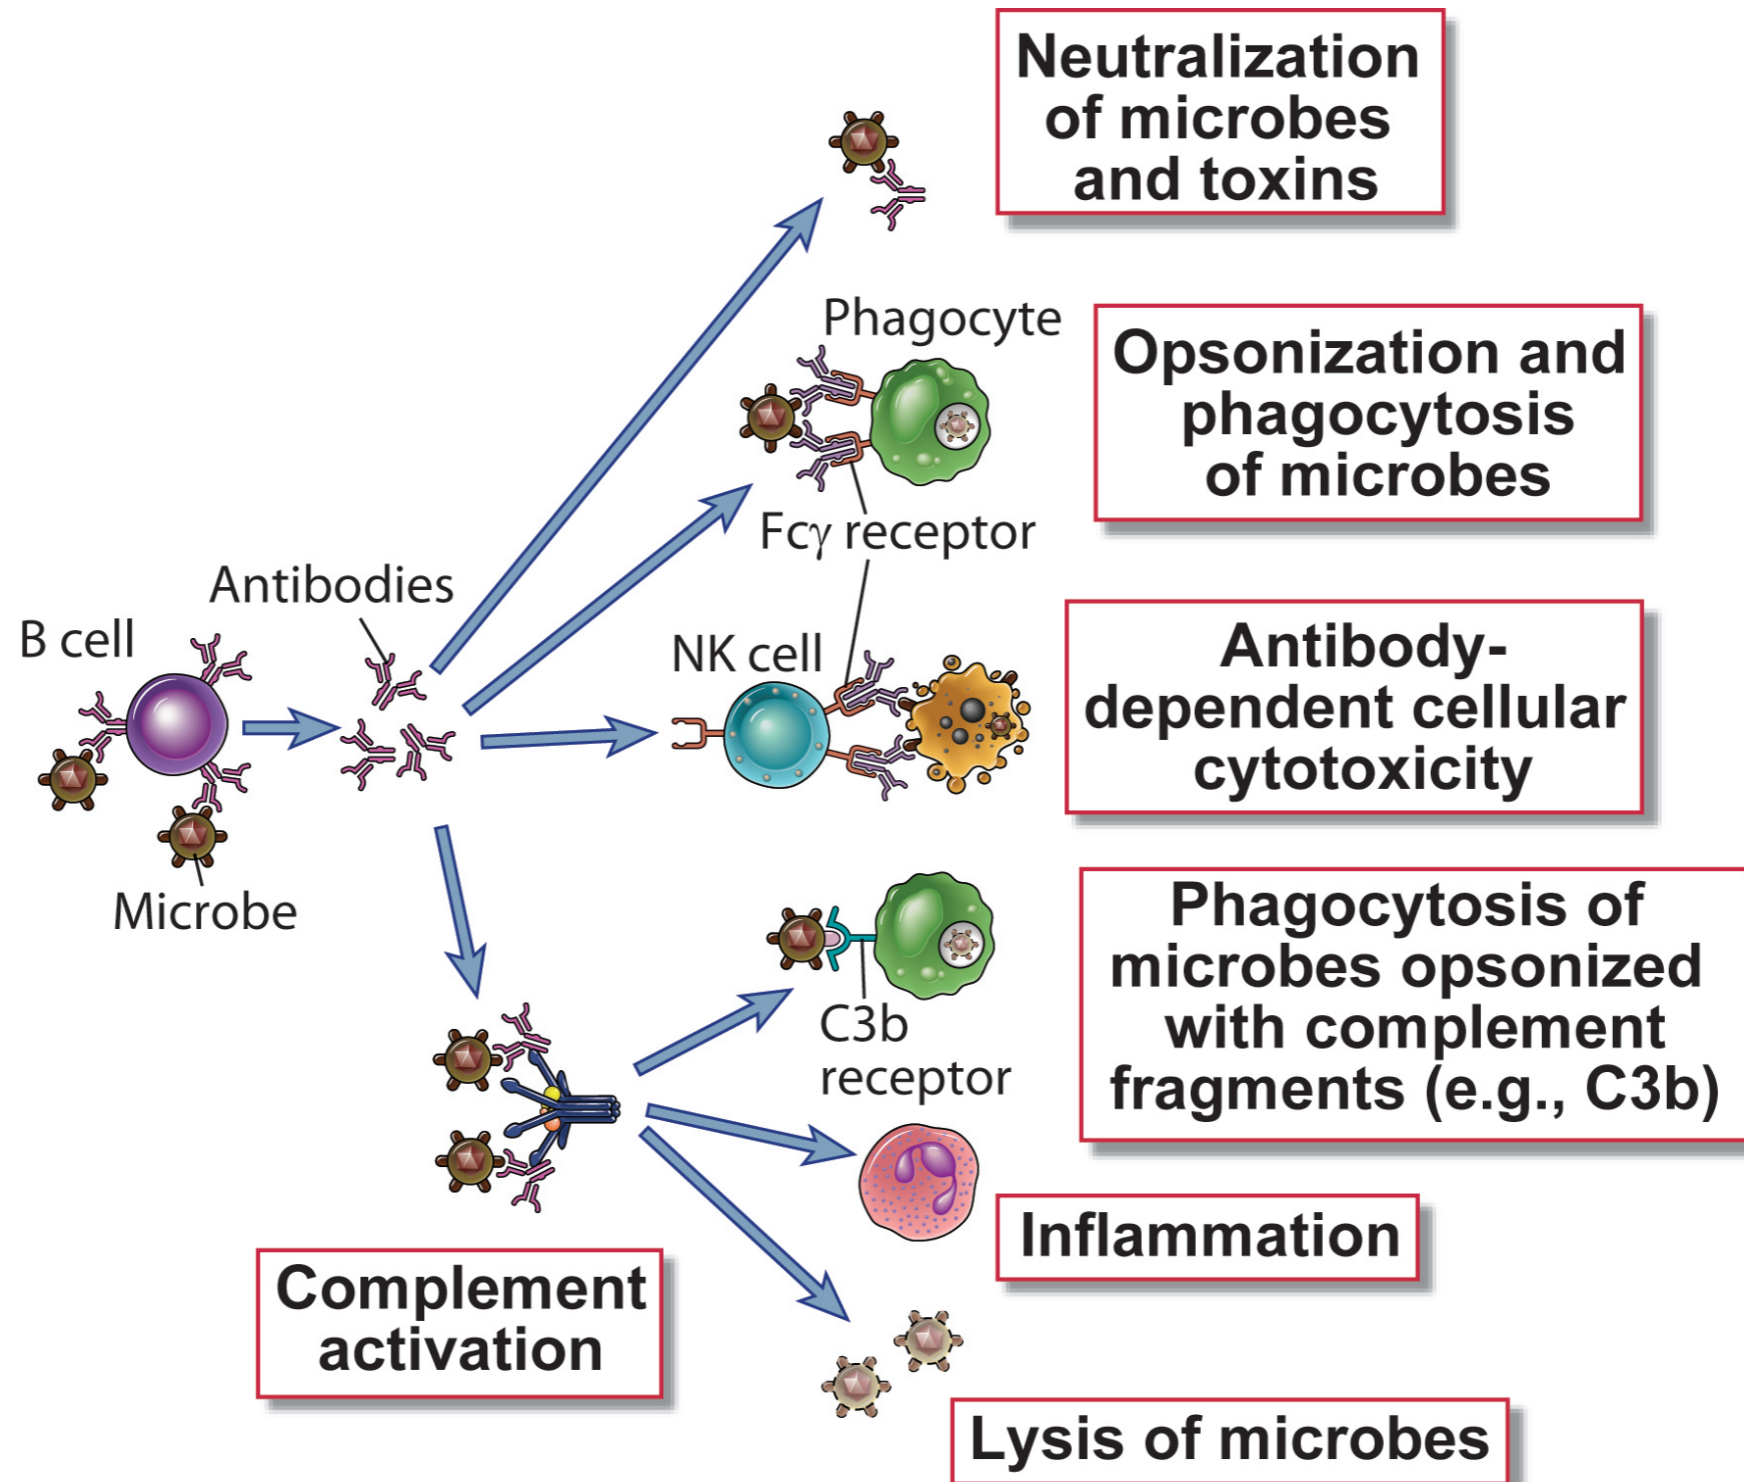 Neutralization
of microbes
and toxins
Phagocyte
Opsonization and
phagocytosis
of microbes
Fcγ receptor
Antibodies
B cell
NK cell
Antibody-
dependent cellular
cytotoxicity
Microbe
Phagocytosis of
microbes opsonized
with complement
fragments (e.g., C3b)
C3b
receptor
Inflammation
Complement
activation
Lysis of microbes